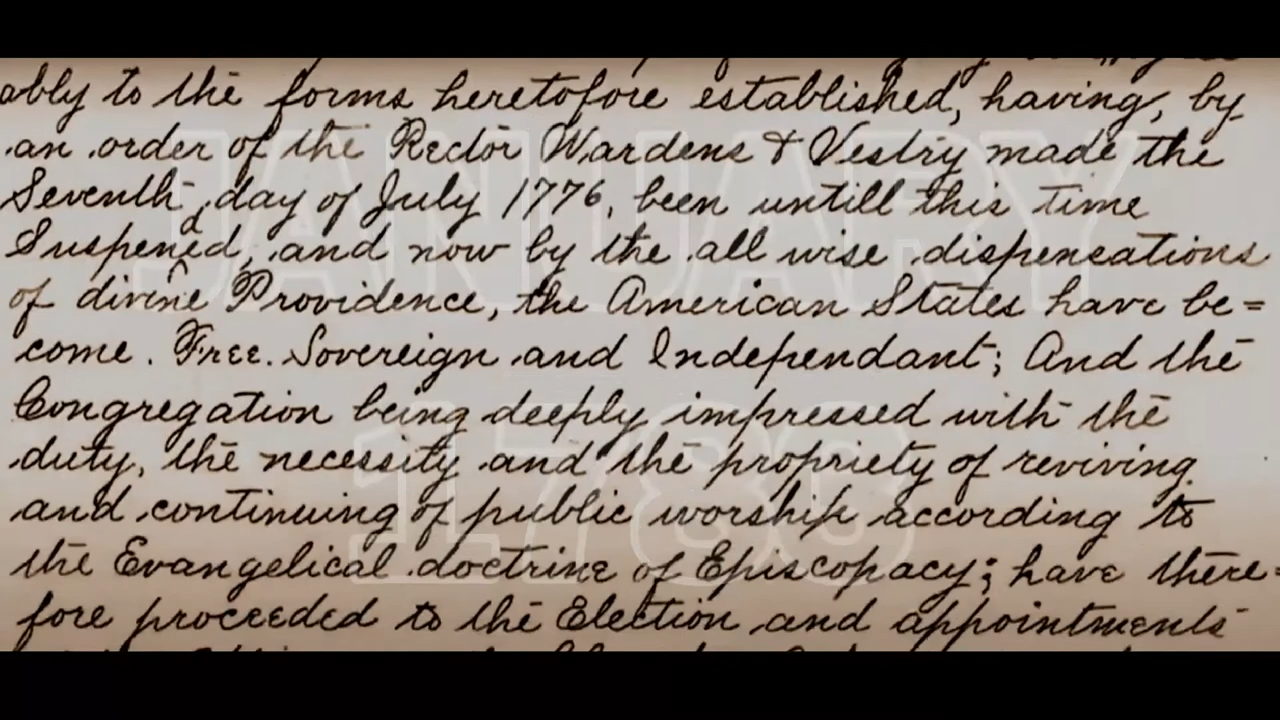 ably to the forms heretofore established, having, by
an order of the Rector Wardens & Vestry made the
Seventh day of July 1776, been untill this time
Suspended, and now by the all wise dispensations
of divine Providence, the American States have be=
come. Free. Sovereign and Independant; And the
Congregation being deeply impressed with the
duty, the necessity and the propriety of reviving
and continuing of public worship according to
the Evangelical doctrine of Episcopacy; have there=
fore proceeded to the Election and appointments
JANUARY
1783